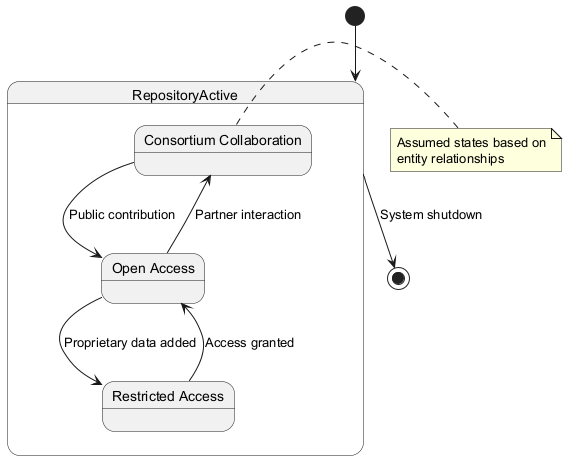 RepositoryActive
Consortium Collaboration
Assumed states based on
entity relationships
Public contribution
Partner interaction
System shutdown
Open Access
Proprietary data added
Access granted
Restricted Access